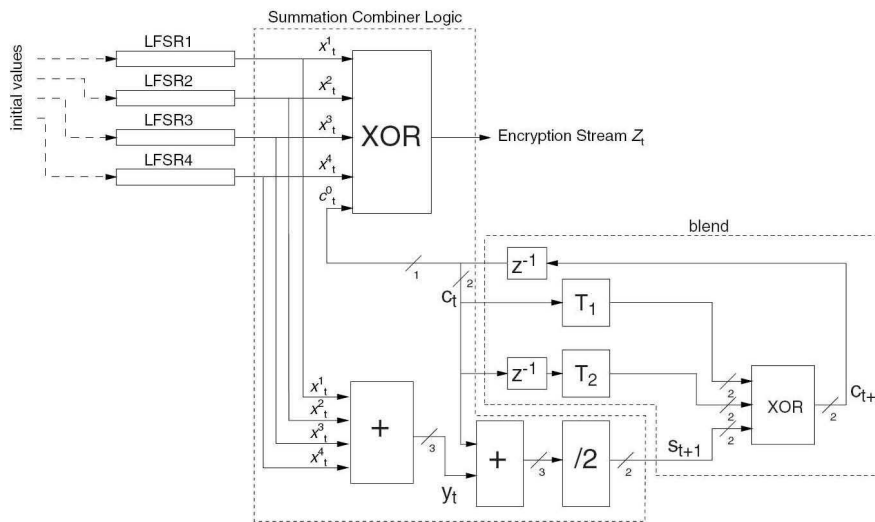 Summation Combiner Logic
initial values
LFSR1
LFSR2
LFSR3
LFSR4
x¹ₜ
x²ₜ
x³ₜ
x⁴ₜ
c⁰ₜ
XOR
Encryption Stream Zₜ
blend
1
2
cₜ
z⁻¹
T₁
z⁻¹
T₂
2
2
2
XOR
2
cₜ₊
x¹ₜ
x²ₜ
x³ₜ
x⁴ₜ
+
3
yₜ
+
3
/2
2
sₜ₊₁